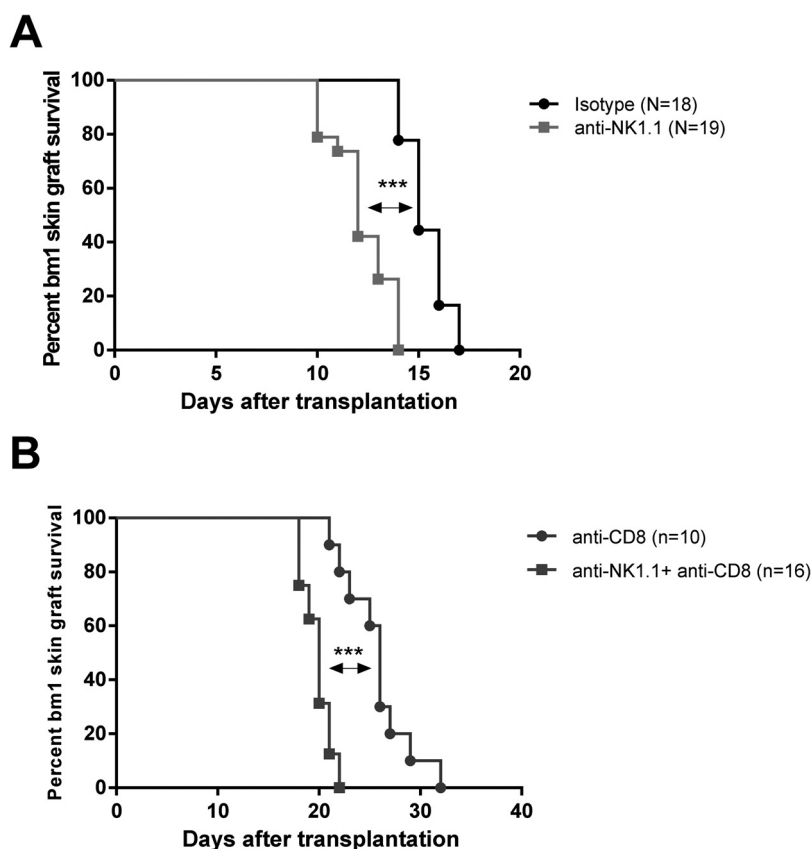 A
Percent bm1 skin graft survival
100
80
60
40
20
0
***
0 5 10 15 20
Days after transplantation
Isotype (N=18)
anti-NK1.1 (N=19)
B
Percent bm1 skin graft survival
100
80
60
40
20
0
***
0 10 20 30 40
Days after transplantation
anti-CD8 (n=10)
anti-NK1.1+ anti-CD8 (n=16)